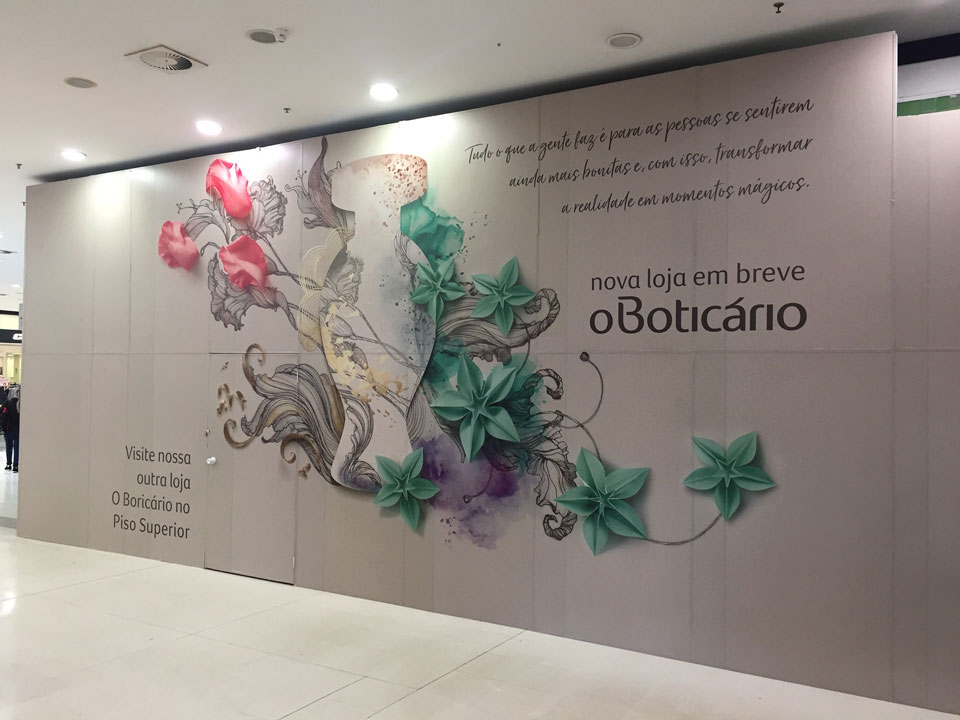 Tudo o que a gente faz é para as pessoas se sentirem
ainda mais bonitas e, com isso, transformar
a realidade em momentos mágicos.
nova loja em breve
oBoticário
Visite nossa
outra loja
O Boricário no
Piso Superior